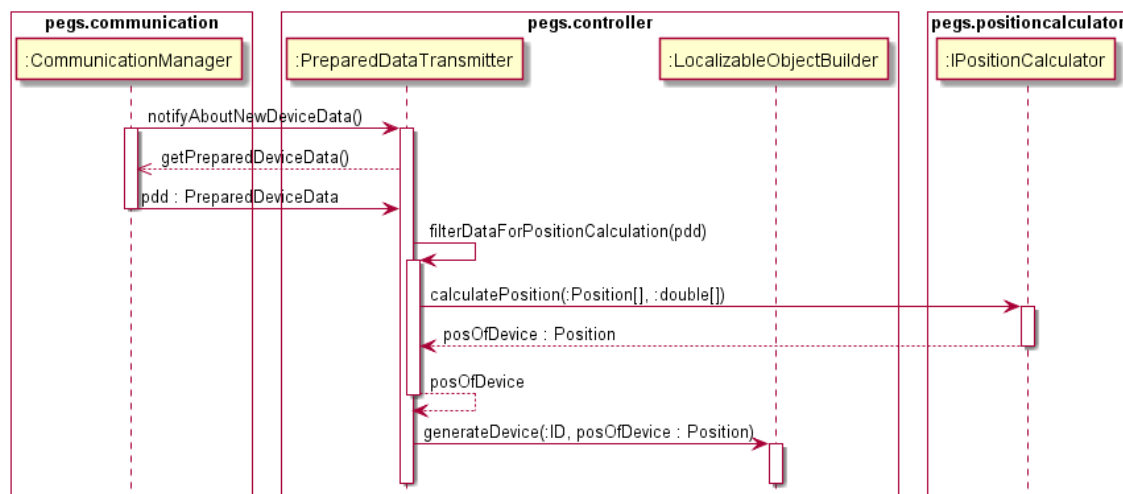 pegs.communication
pegs.controller
pegs.positioncalculator
:CommunicationManager
:PreparedDataTransmitter
:LocalizableObjectBuilder
:IPositionCalculator
notifyAboutNewDeviceData()
getPreparedDeviceData()
pdd : PreparedDeviceData
filterDataForPositionCalculation(pdd)
calculatePosition(:Position[], :double[])
posOfDevice : Position
posOfDevice
generateDevice(:ID, posOfDevice : Position)